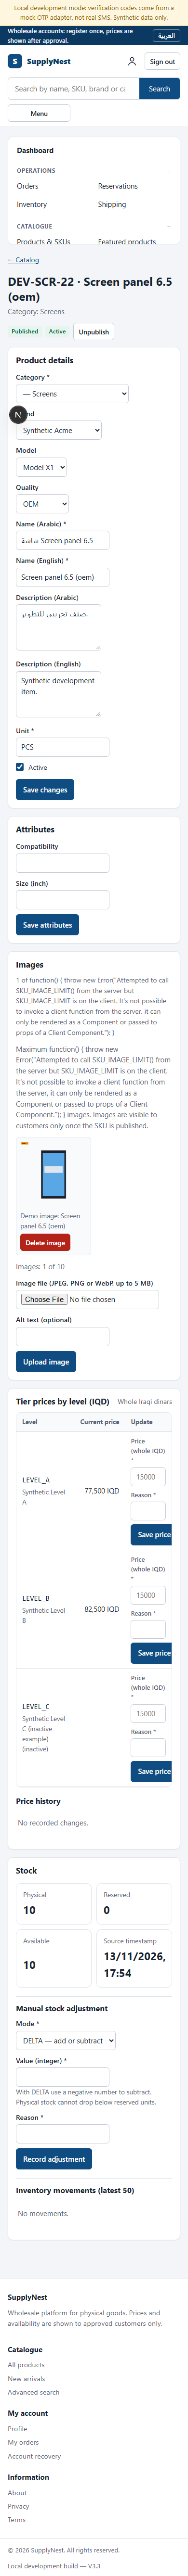 Local development mode: verification codes come from a
mock OTP adapter, not real SMS. Synthetic data only.
Wholesale accounts: register once, prices are
shown after approval.
العربية
S
SupplyNest
Sign out
Search by name, SKU, brand or ca
Search
Menu
Dashboard
OPERATIONS
–
Orders
Reservations
Inventory
Shipping
CATALOGUE
–
Products & SKUs
Featured products
← Catalog
DEV-SCR-22 · Screen panel 6.5
(oem)
Category: Screens
Published
Active
Unpublish
Product details
Category *
— Screens
N
Synthetic Acme
Model
Model X1
Quality
OEM
Name (Arabic) *
شاشة Screen panel 6.5
Name (English) *
Screen panel 6.5 (oem)
Description (Arabic)
صنف تجريبي للتطوير.
Description (English)
Synthetic development
item.
Unit *
PCS
Active
Save changes
Attributes
Compatibility
Size (inch)
Save attributes
Images
1 of function() { throw new Error("Attempted to call
SKU_IMAGE_LIMIT() from the server but
SKU_IMAGE_LIMIT is on the client. It's not possible
to invoke a client function from the server, it can
only be rendered as a Component or passed to
props of a Client Component."); }
Maximum function() { throw new
Error("Attempted to call SKU_IMAGE_LIMIT() from
the server but SKU_IMAGE_LIMIT is on the client.
It's not possible to invoke a client function from
the server, it can only be rendered as a
Component or passed to props of a Client
Component."); } images. Images are visible to
customers only once the SKU is published.
Demo image: Screen
panel 6.5 (oem)
Delete image
Images: 1 of 10
Image file (JPEG, PNG or WebP, up to 5 MB)
Choose File No file chosen
Alt text (optional)
Upload image
Tier prices by level (IQD)
Whole Iraqi dinars
Level
Current price
Update
LEVEL_A
Synthetic Level
A
77,500 IQD
Price
(whole IQD)
*
15000
Reason *
Save price
LEVEL_B
Synthetic Level
B
82,500 IQD
Price
(whole IQD)
*
15000
Reason *
Save price
LEVEL_C
Synthetic Level
C (inactive
example)
(inactive)
—
Price
(whole IQD)
*
15000
Reason *
Save price
Price history
No recorded changes.
Stock
Physical
10
Reserved
0
Available
10
Source timestamp
13/11/2026,
17:54
Manual stock adjustment
Mode *
DELTA — add or subtract
Value (integer) *
With DELTA use a negative number to subtract.
Physical stock cannot drop below reserved units.
Reason *
Record adjustment
Inventory movements (latest 50)
No movements.
SupplyNest
Wholesale platform for physical goods. Prices and
availability are shown to approved customers only.
Catalogue
All products
New arrivals
Advanced search
My account
Profile
My orders
Account recovery
Information
About
Privacy
Terms
© 2026 SupplyNest. All rights reserved.
Local development build — V3.3